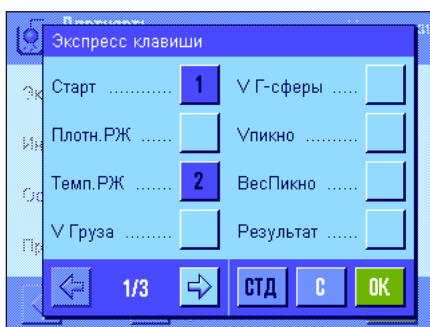 Экспресс клавиши
Старт ............ 1
V Г-сферы .....
Плотн.РЖ ......
Vпикно ..........
Темп.РЖ ....... 2
ВесПикно ......
V Груза .........
Результат .....
1/3
СТД
C
OK